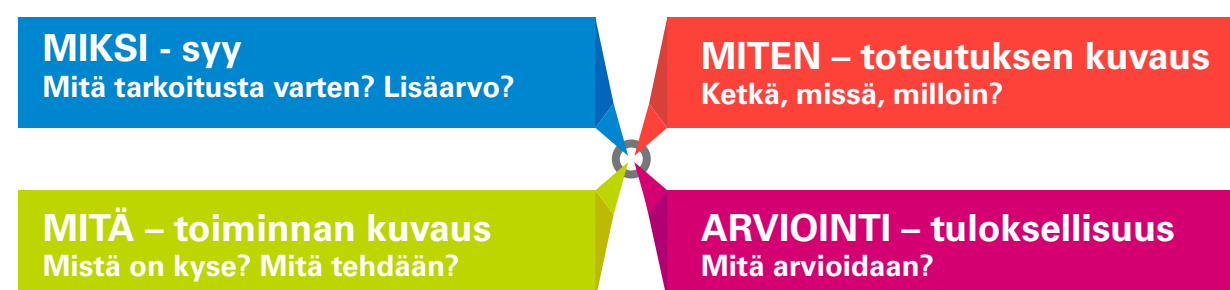 MIKSI - syy
Mitä tarkoitusta varten? Lisäarvo?
MITEN – toteutuksen kuvaus
Ketkä, missä, milloin?
MITÄ – toiminnan kuvaus
Mistä on kyse? Mitä tehdään?
ARVIOINTI – tuloksellisuus
Mitä arvioidaan?